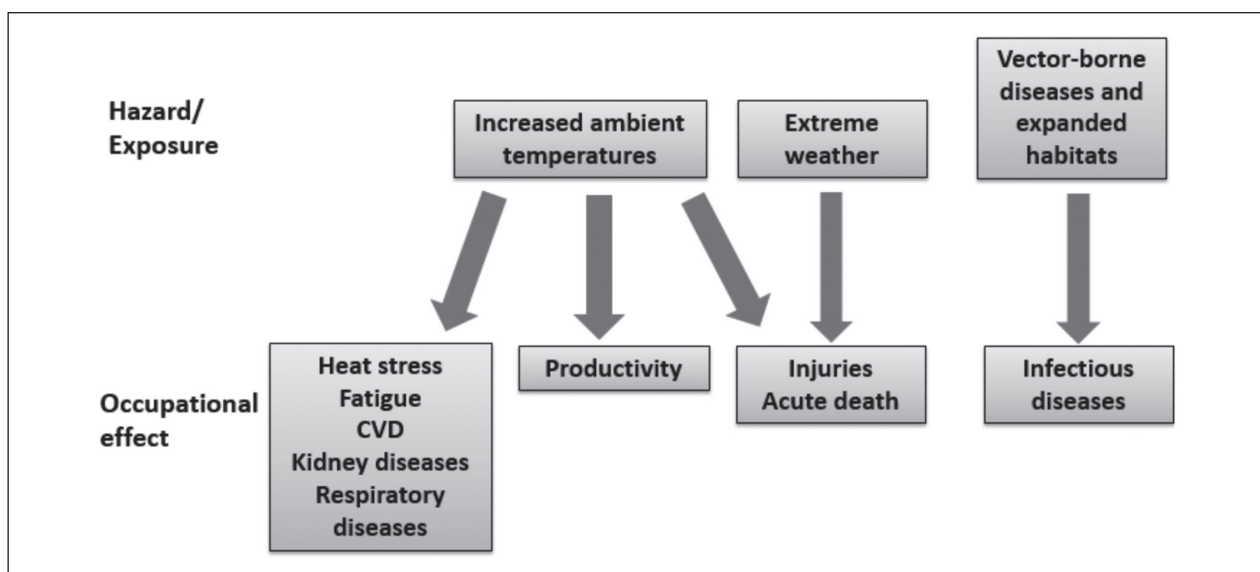 Hazard/
Exposure
Increased ambient
temperatures
Extreme
weather
Vector-borne
diseases and
expanded
habitats
Occupational
effect
Heat stress
Fatigue
CVD
Kidney diseases
Respiratory
diseases
Productivity
Injuries
Acute death
Infectious
diseases